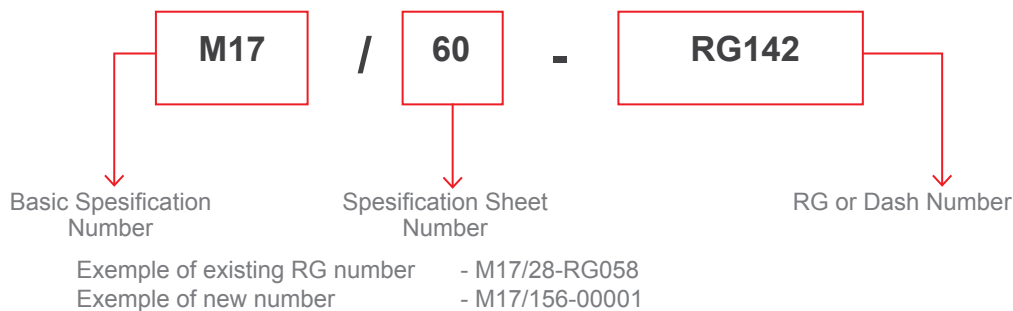 M17 / 60 - RG142
Basic Spesification Spesification Sheet RG or Dash Number
Number Number
Exemple of existing RG number - M17/28-RG058
Exemple of new number - M17/156-00001